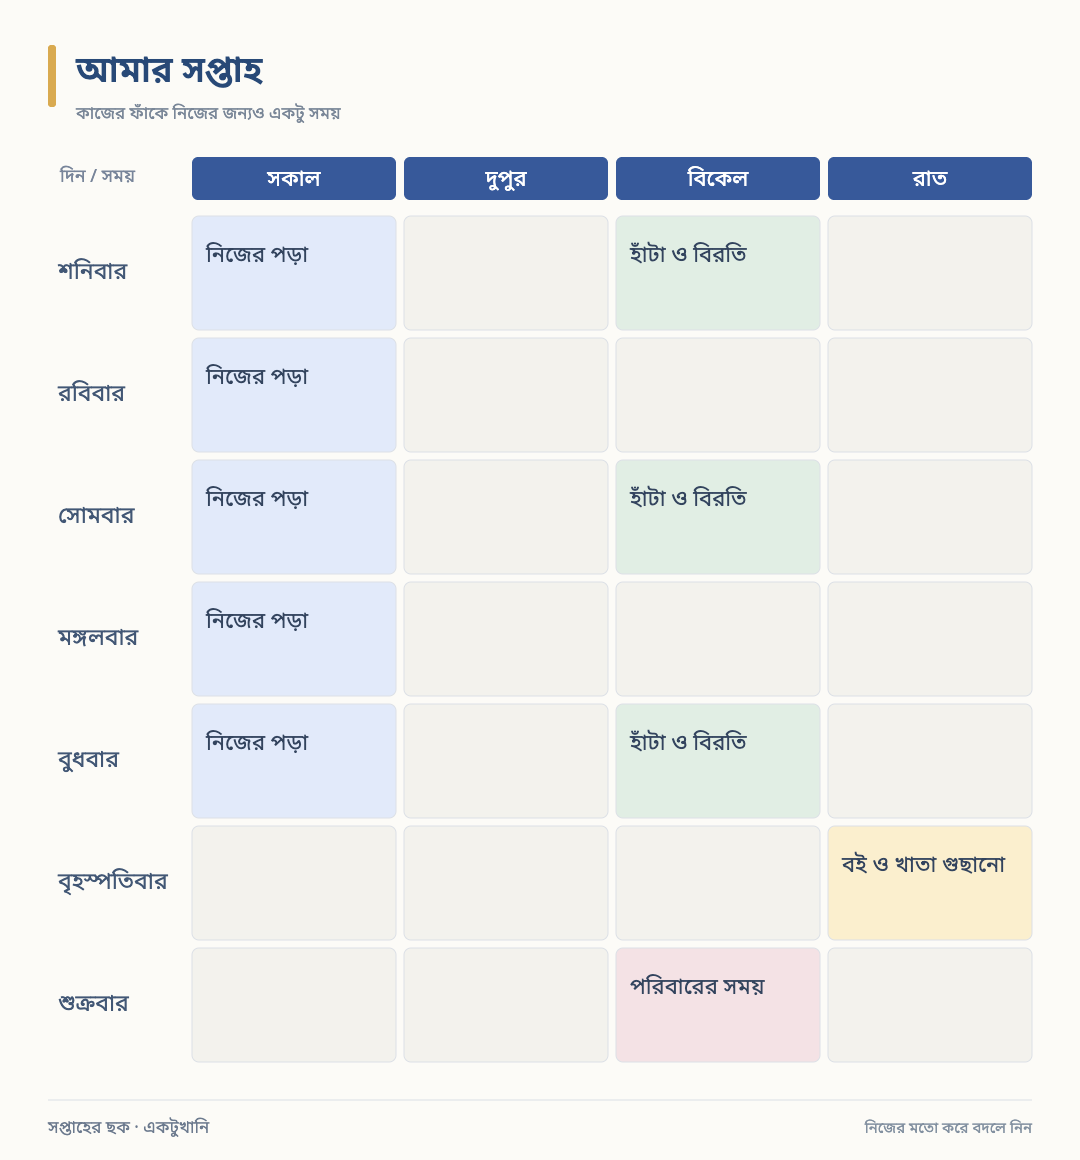 আমার সপ্তাহ
কাজের ফাঁকে নিজের জন্যও একটু সময়
দিন / সময় সকাল দুপুর বিকেল রাত
শনিবার নিজের পড়া হাঁটা ও বিরতি
রবিবার নিজের পড়া
সোমবার নিজের পড়া হাঁটা ও বিরতি
মঙ্গলবার নিজের পড়া
বুধবার নিজের পড়া হাঁটা ও বিরতি
বৃহস্পতিবার বই ও খাতা গুছানো
শুক্রবার পরিবারের সময়
সপ্তাহের ছক · একটুখানি নিজের মতো করে বদলে নিন